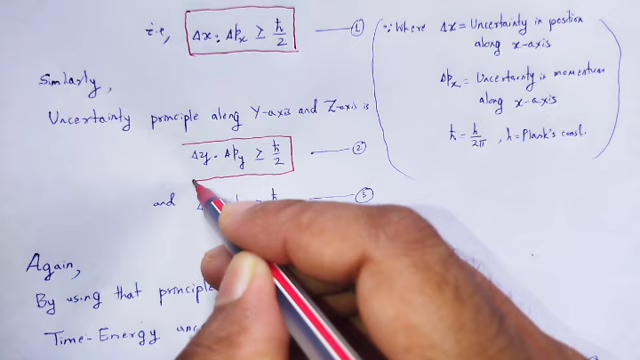 i.e, Δx . Δpₓ ≥ ħ/2 —— ①
∵ Where Δx = Uncertainty in position
along x-axis
Δpₓ = Uncertainty in momentum
along x-axis
ħ = h/2π , h = Plank's const.
Similarly,
Uncertainty principle along Y-axis and Z-axis is
Δy . Δp_y ≥ ħ/2 —— ②
and —— ③
Again,
By using that principle
Time-Energy